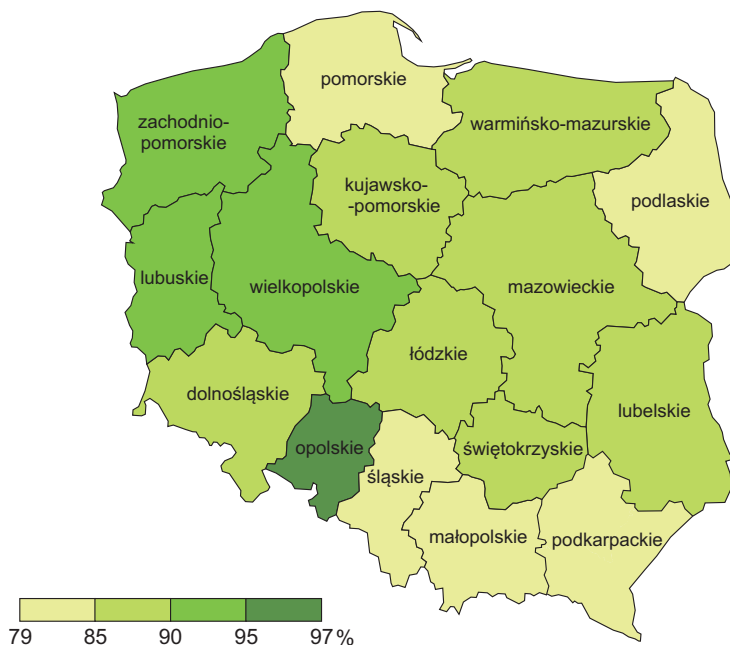 pomorskie
zachodnio-
pomorskie
warmińsko-mazurskie
kujawsko-
-pomorskie
podlaskie
lubuskie
wielkopolskie
mazowieckie
łódzkie
dolnośląskie
lubelskie
opolskie
świętokrzyskie
śląskie
małopolskie
podkarpackie
79 85 90 95 97 %